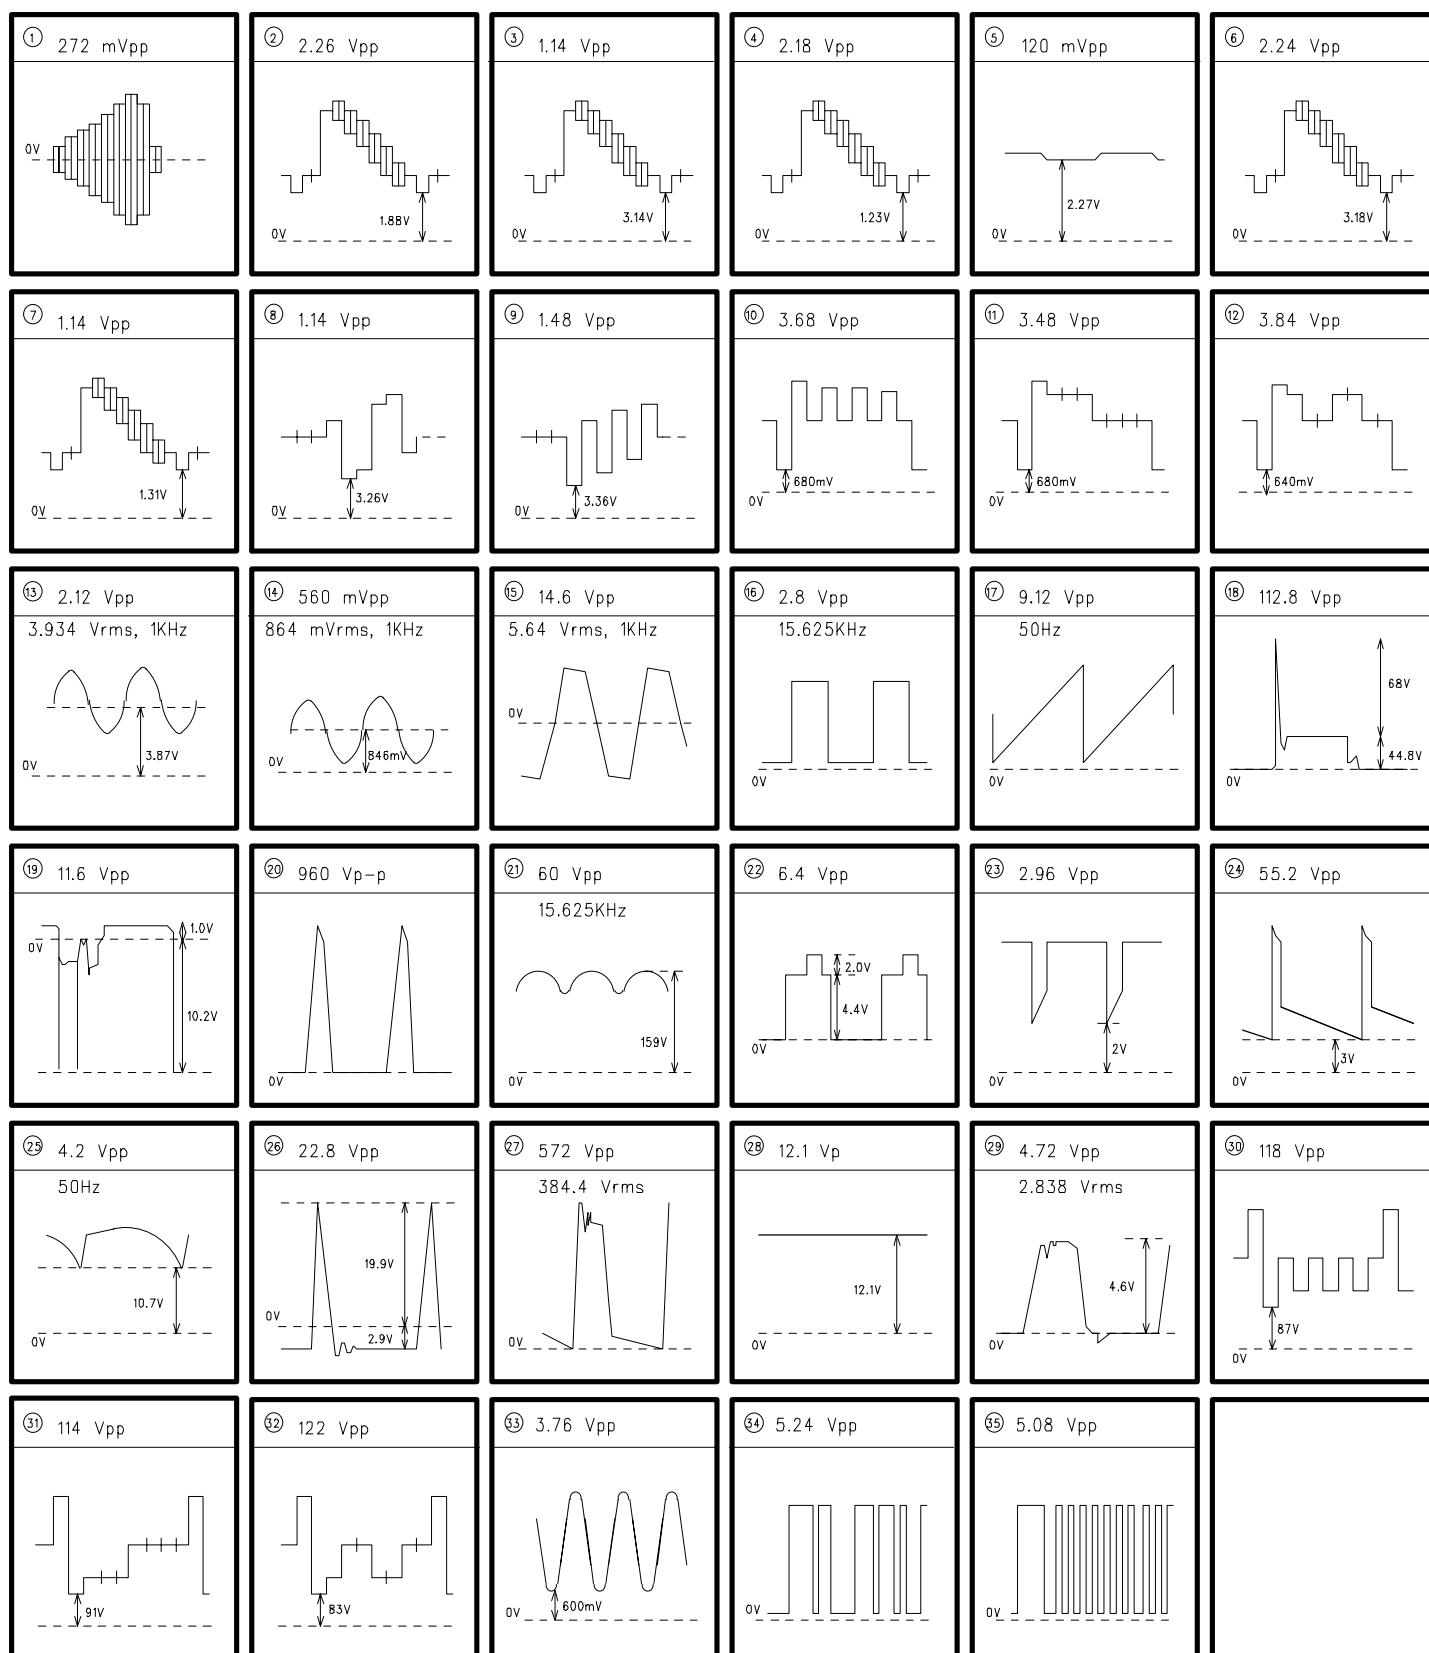 ① 272 mVpp
0V
② 2.26 Vpp
1.88V
0V
③ 1.14 Vpp
3.14V
0V
④ 2.18 Vpp
1.23V
0V
⑤ 120 mVpp
2.27V
0V
⑥ 2.24 Vpp
3.18V
0V
⑦ 1.14 Vpp
1.31V
0V
⑧ 1.14 Vpp
3.26V
0V
⑨ 1.48 Vpp
3.36V
0V
⑩ 3.68 Vpp
680mV
0V
⑪ 3.48 Vpp
680mV
0V
⑫ 3.84 Vpp
640mV
0V
⑬ 2.12 Vpp
3.934 Vrms, 1KHz
3.87V
0V
⑭ 560 mVpp
864 mVrms, 1KHz
846mV
0V
⑮ 14.6 Vpp
5.64 Vrms, 1KHz
0V
⑯ 2.8 Vpp
15.625KHz
0V
⑰ 9.12 Vpp
50Hz
0V
⑱ 112.8 Vpp
68V
44.8V
0V
⑲ 11.6 Vpp
1.0V
0V
10.2V
⑳ 960 Vp-p
0V
㉑ 60 Vpp
15.625KHz
159V
0V
㉒ 6.4 Vpp
2.0V
4.4V
0V
㉓ 2.96 Vpp
2V
0V
㉔ 55.2 Vpp
3V
0V
㉕ 4.2 Vpp
50Hz
10.7V
0V
㉖ 22.8 Vpp
19.9V
0V
2.9V
㉗ 572 Vpp
384.4 Vrms
0V
㉘ 12.1 Vp
12.1V
0V
㉙ 4.72 Vpp
2.838 Vrms
4.6V
0V
㉚ 118 Vpp
87V
0V
㉛ 114 Vpp
91V
0V
㉜ 122 Vpp
83V
0V
㉝ 3.76 Vpp
600mV
0V
㉞ 5.24 Vpp
0V
㉟ 5.08 Vpp
0V